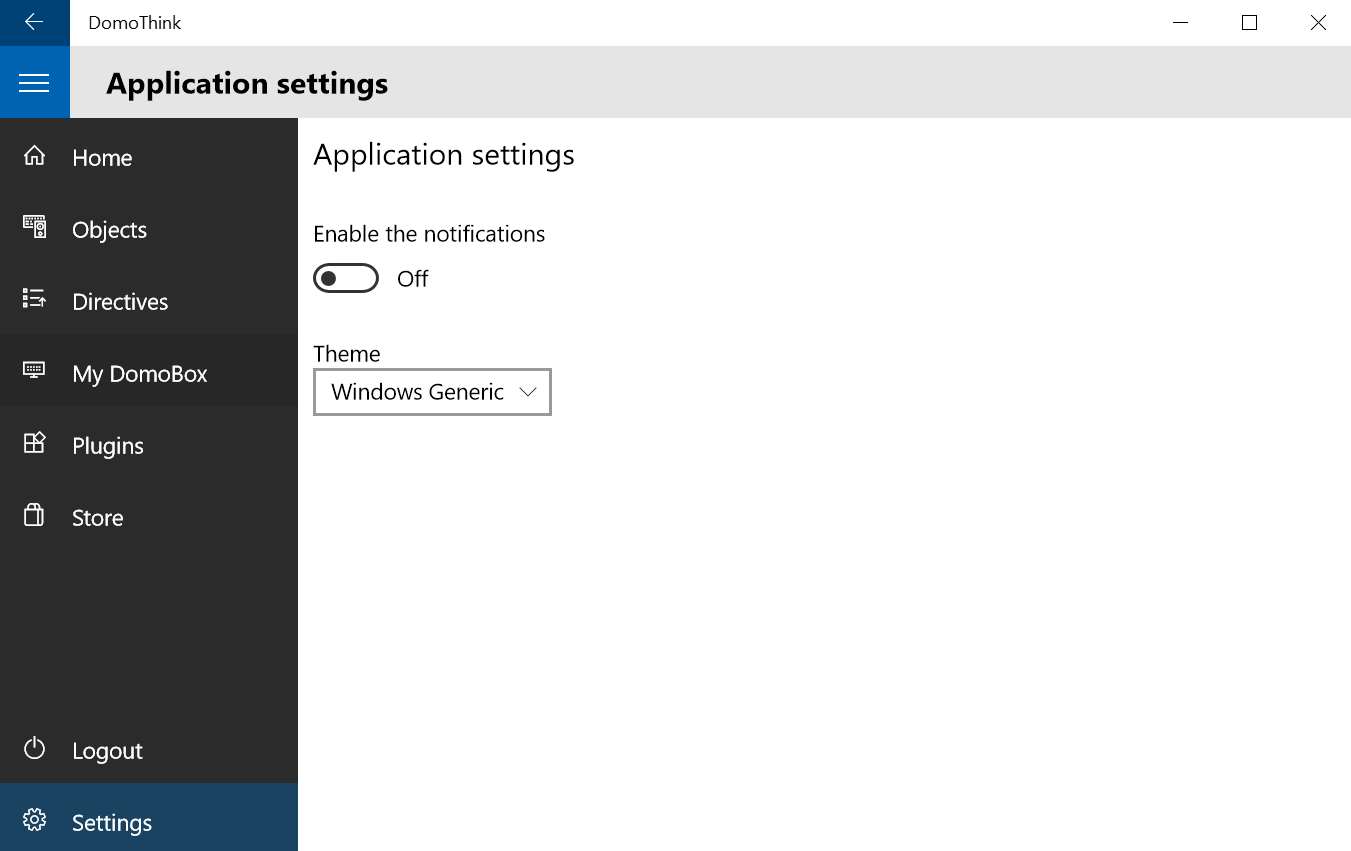 DomoThink
Application settings
Home
Objects
Directives
My DomoBox
Plugins
Store
Logout
Settings
Application settings
Enable the notifications
Off
Theme
Windows Generic